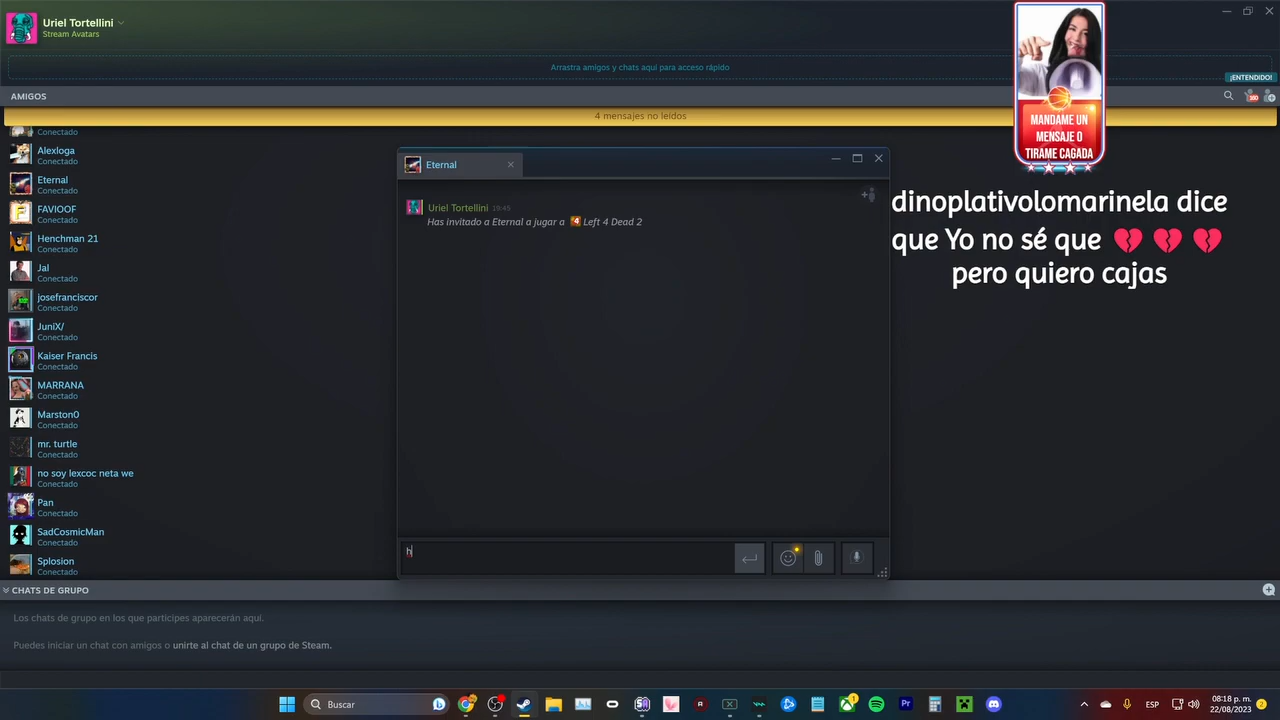 Uriel Tortellini
Stream Avatars
Arrastra amigos y chats aquí para acceso rápido
¡ENTENDIDO!
AMIGOS
180
4 mensajes no leídos
Conectado
Alexloga
Conectado
Eternal
Conectado
FAVIOOF
Conectado
Henchman 21
Conectado
Jal
Conectado
josefranciscor
Conectado
JuniX/
Conectado
Kaiser Francis
Conectado
MARRANA
Conectado
Marston0
Conectado
mr. turtle
Conectado
no soy lexcoc neta we
Conectado
Pan
Conectado
SadCosmicMan
Conectado
Splosion
Conectado
Eternal
Uriel Tortellini 19:45
Has invitado a Eternal a jugar a Left 4 Dead 2
h
MANDAME UN
MENSAJE O
TIRAME CAGADA
dinoplativolomarinela dice
que Yo no sé que 💔 💔 💔
pero quiero cajas
CHATS DE GRUPO
Los chats de grupo en los que participes aparecerán aquí.
Puedes iniciar un chat con amigos o unirte al chat de un grupo de Steam.
Buscar
ESP
08:18 p. m.
22/08/2023